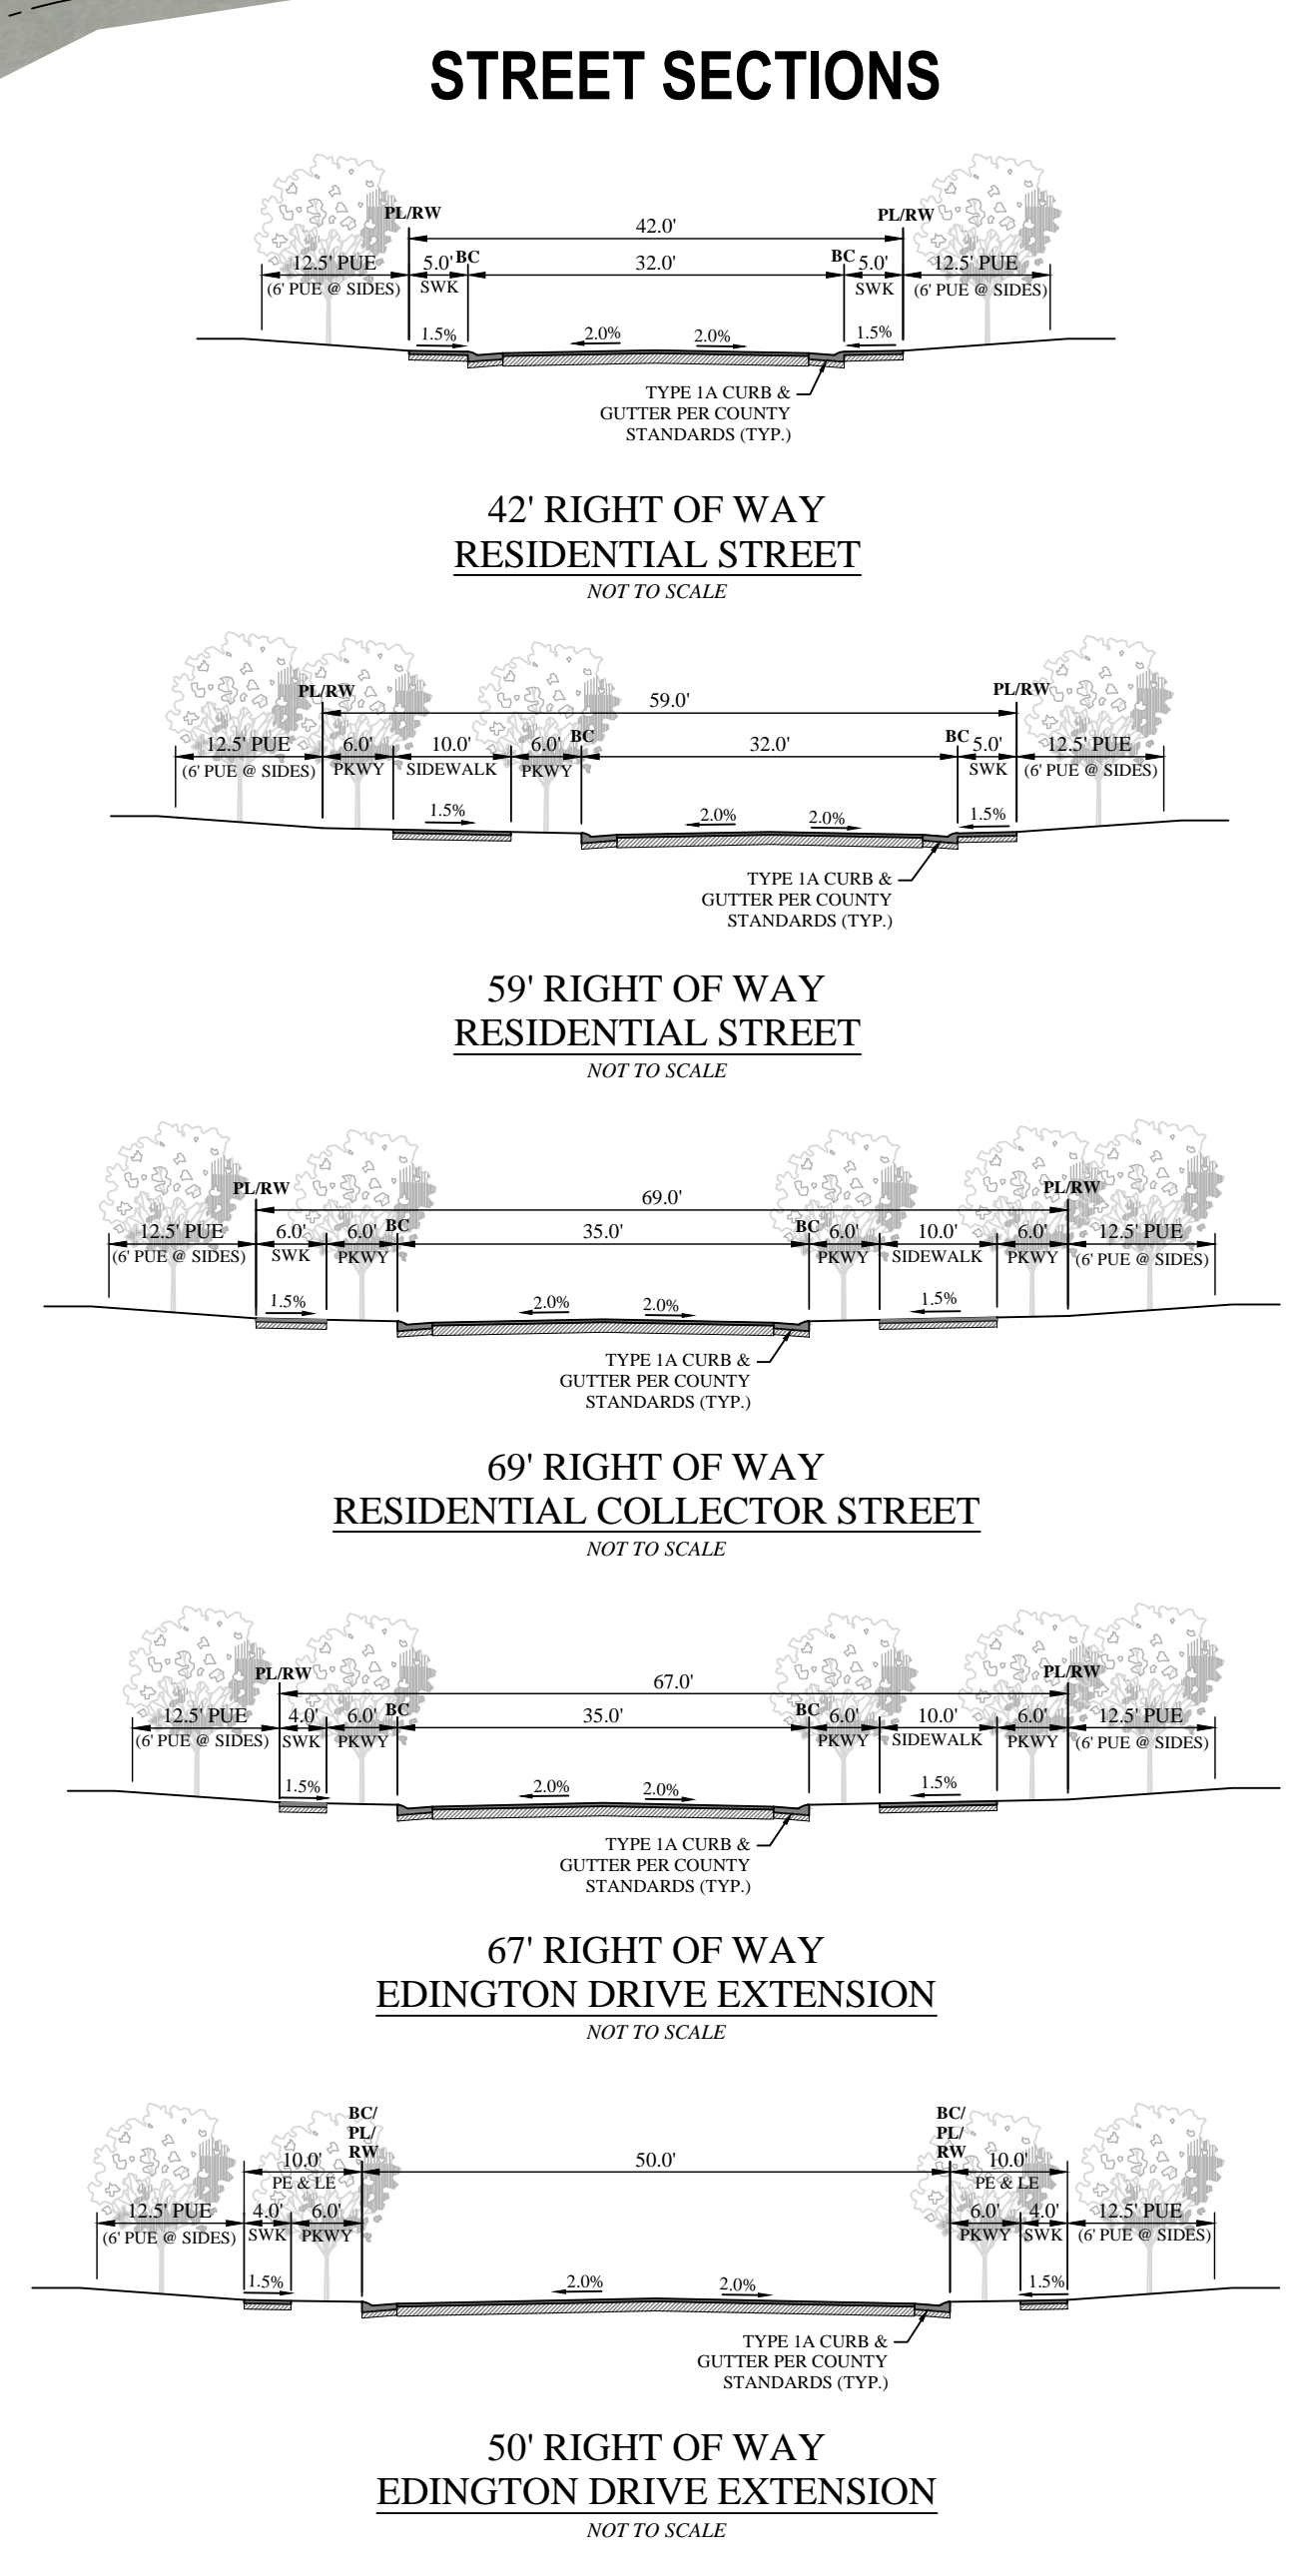 STREET SECTIONS
PL/RW PL/RW
42.0'
12.5' PUE 5.0' BC 32.0' BC 5.0' 12.5' PUE
(6' PUE @ SIDES) SWK SWK (6' PUE @ SIDES)
1.5% 2.0% 2.0% 1.5%
TYPE 1A CURB &
GUTTER PER COUNTY
STANDARDS (TYP.)
42' RIGHT OF WAY
RESIDENTIAL STREET
NOT TO SCALE
PL/RW PL/RW
59.0'
12.5' PUE 6.0' 10.0' 6.0' BC 32.0' BC 5.0' 12.5' PUE
(6' PUE @ SIDES) PKWY SIDEWALK PKWY SWK (6' PUE @ SIDES)
1.5% 2.0% 2.0% 1.5%
TYPE 1A CURB &
GUTTER PER COUNTY
STANDARDS (TYP.)
59' RIGHT OF WAY
RESIDENTIAL STREET
NOT TO SCALE
PL/RW PL/RW
69.0'
12.5' PUE 6.0' 6.0' BC 35.0' BC 6.0' 10.0' 6.0' 12.5' PUE
(6' PUE @ SIDES) SWK PKWY PKWY SIDEWALK PKWY (6' PUE @ SIDES)
1.5% 2.0% 2.0% 1.5%
TYPE 1A CURB &
GUTTER PER COUNTY
STANDARDS (TYP.)
69' RIGHT OF WAY
RESIDENTIAL COLLECTOR STREET
NOT TO SCALE
PL/RW PL/RW
67.0'
12.5' PUE 4.0' 6.0' BC 35.0' BC 6.0' 10.0' 6.0' 12.5' PUE
(6' PUE @ SIDES) SWK PKWY PKWY SIDEWALK PKWY (6' PUE @ SIDES)
1.5% 2.0% 2.0% 1.5%
TYPE 1A CURB &
GUTTER PER COUNTY
STANDARDS (TYP.)
67' RIGHT OF WAY
EDINGTON DRIVE EXTENSION
NOT TO SCALE
BC/ BC/
PL/ PL/
RW RW
10.0' 50.0' 10.0'
PE & LE PE & LE
12.5' PUE 4.0' 6.0' 6.0' 4.0' 12.5' PUE
(6' PUE @ SIDES) SWK PKWY PKWY SWK (6' PUE @ SIDES)
1.5% 2.0% 2.0% 1.5%
TYPE 1A CURB &
GUTTER PER COUNTY
STANDARDS (TYP.)
50' RIGHT OF WAY
EDINGTON DRIVE EXTENSION
NOT TO SCALE